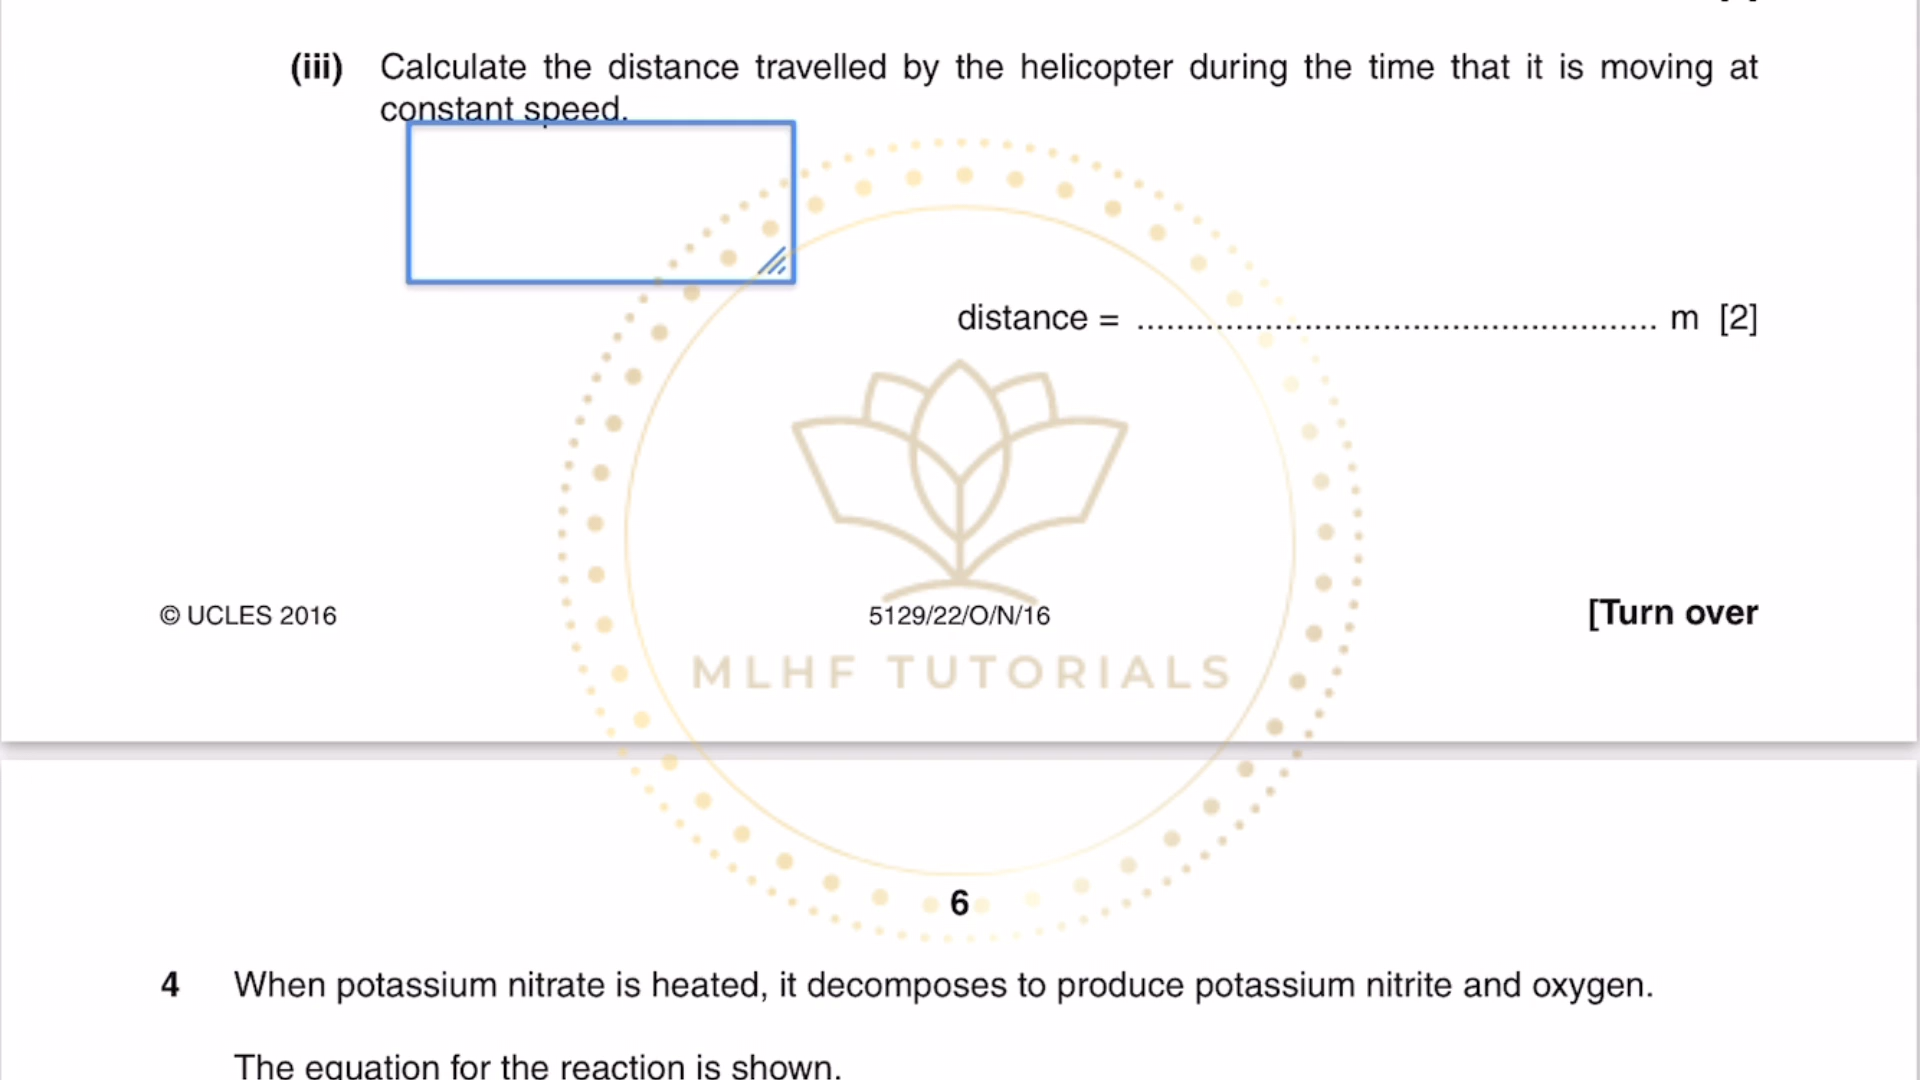 (iii) Calculate the distance travelled by the helicopter during the time that it is moving at
constant speed.
distance = .................................................... m [2]
© UCLES 2016
5129/22/O/N/16
[Turn over
MLHF TUTORIALS
6
4 When potassium nitrate is heated, it decomposes to produce potassium nitrite and oxygen.
The equation for the reaction is shown.